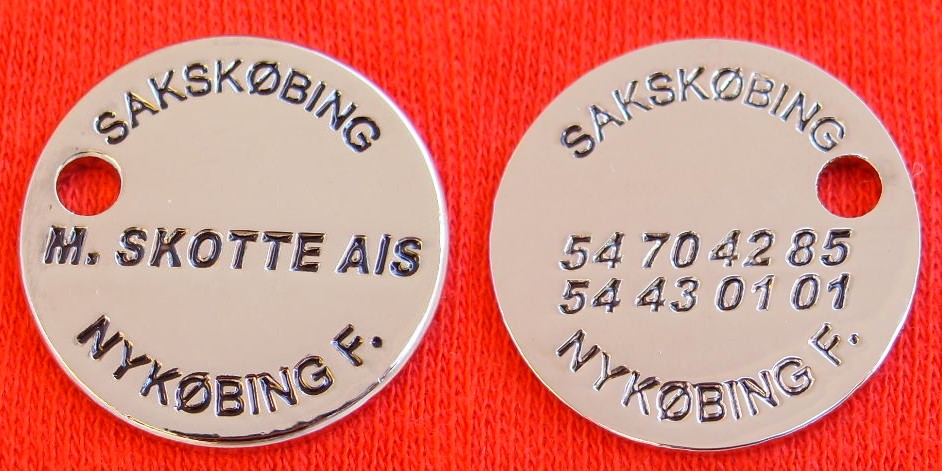 SAKSKØBING
M. SKOTTE A/S
NYKØBING F.
SAKSKØBING
54 70 42 85
54 43 01 01
NYKØBING F.